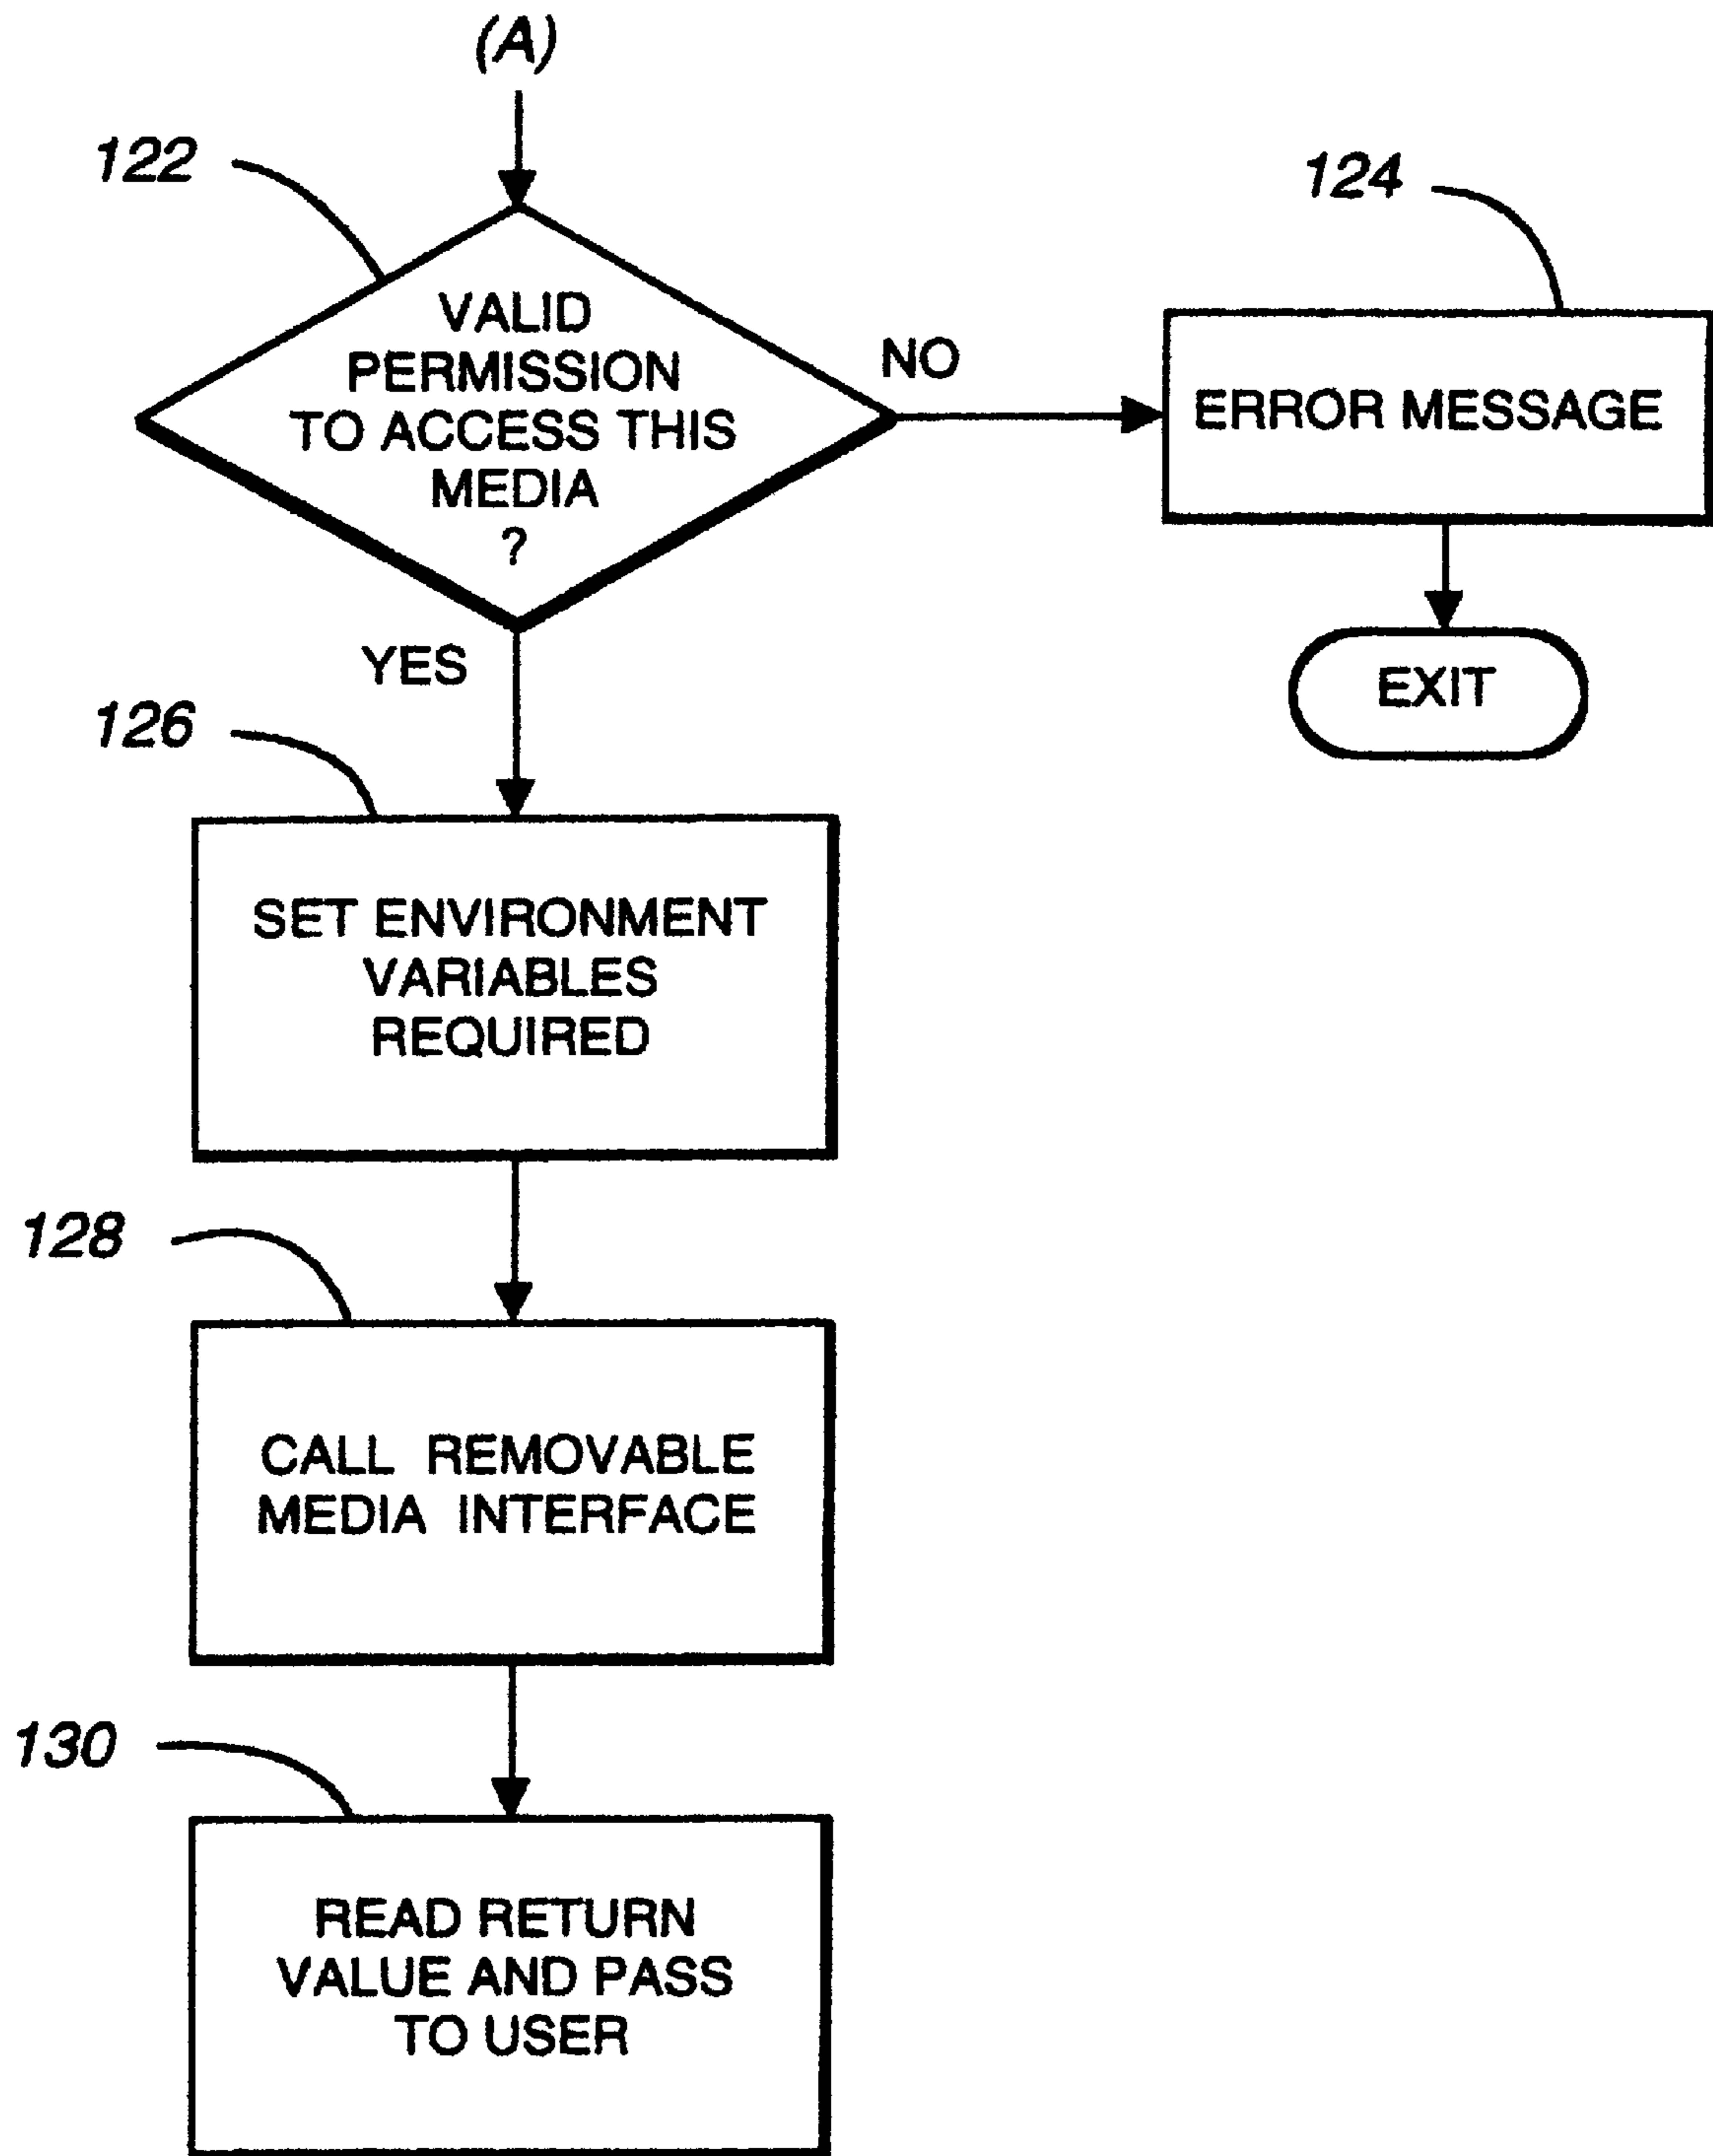 (A)
122
VALID
PERMISSION
TO ACCESS THIS
MEDIA
?
NO
124
ERROR MESSAGE
EXIT
YES
126
SET ENVIRONMENT
VARIABLES
REQUIRED
128
CALL REMOVABLE
MEDIA INTERFACE
130
READ RETURN
VALUE AND PASS
TO USER